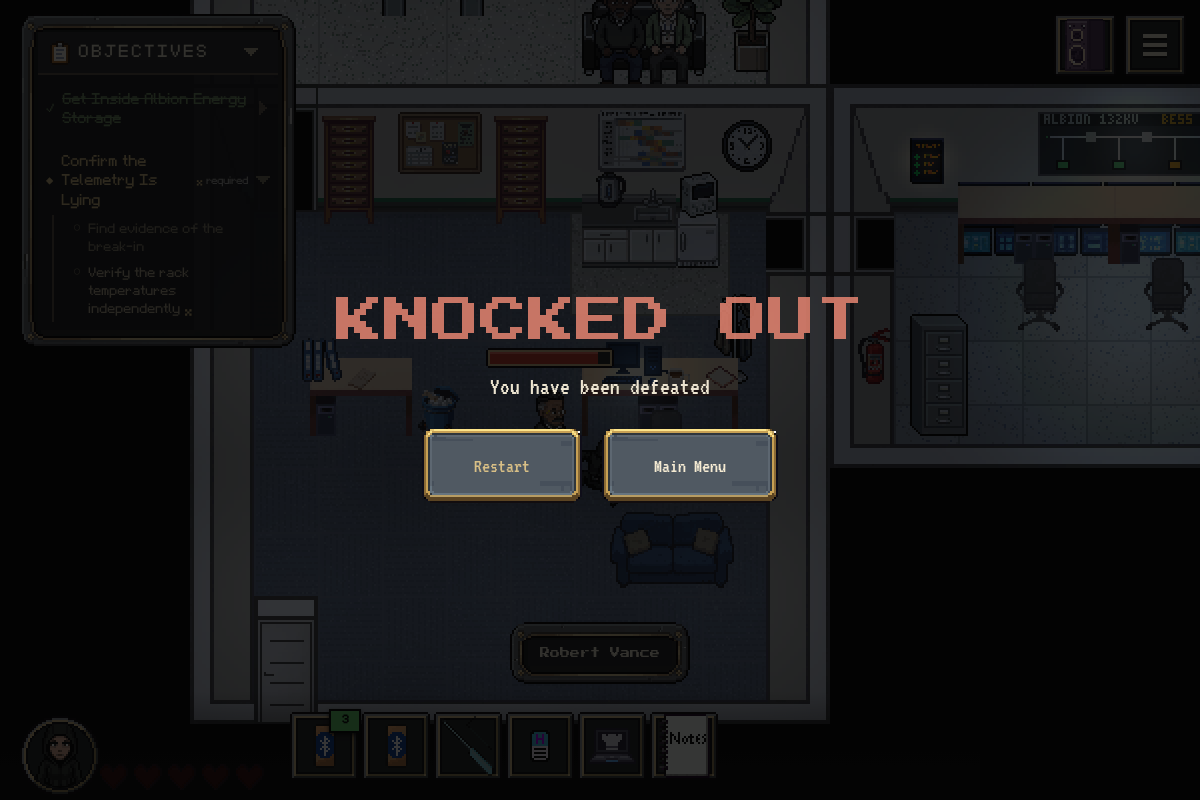 OBJECTIVES
Get Inside Albion Energy
Storage
Confirm the
Telemetry Is
Lying
x required
Find evidence of the
break-in
Verify the rack
temperatures
independently x
ALBION 132KV BESS
KNOCKED OUT
You have been defeated
Restart
Main Menu
Robert Vance
3
H
Notes